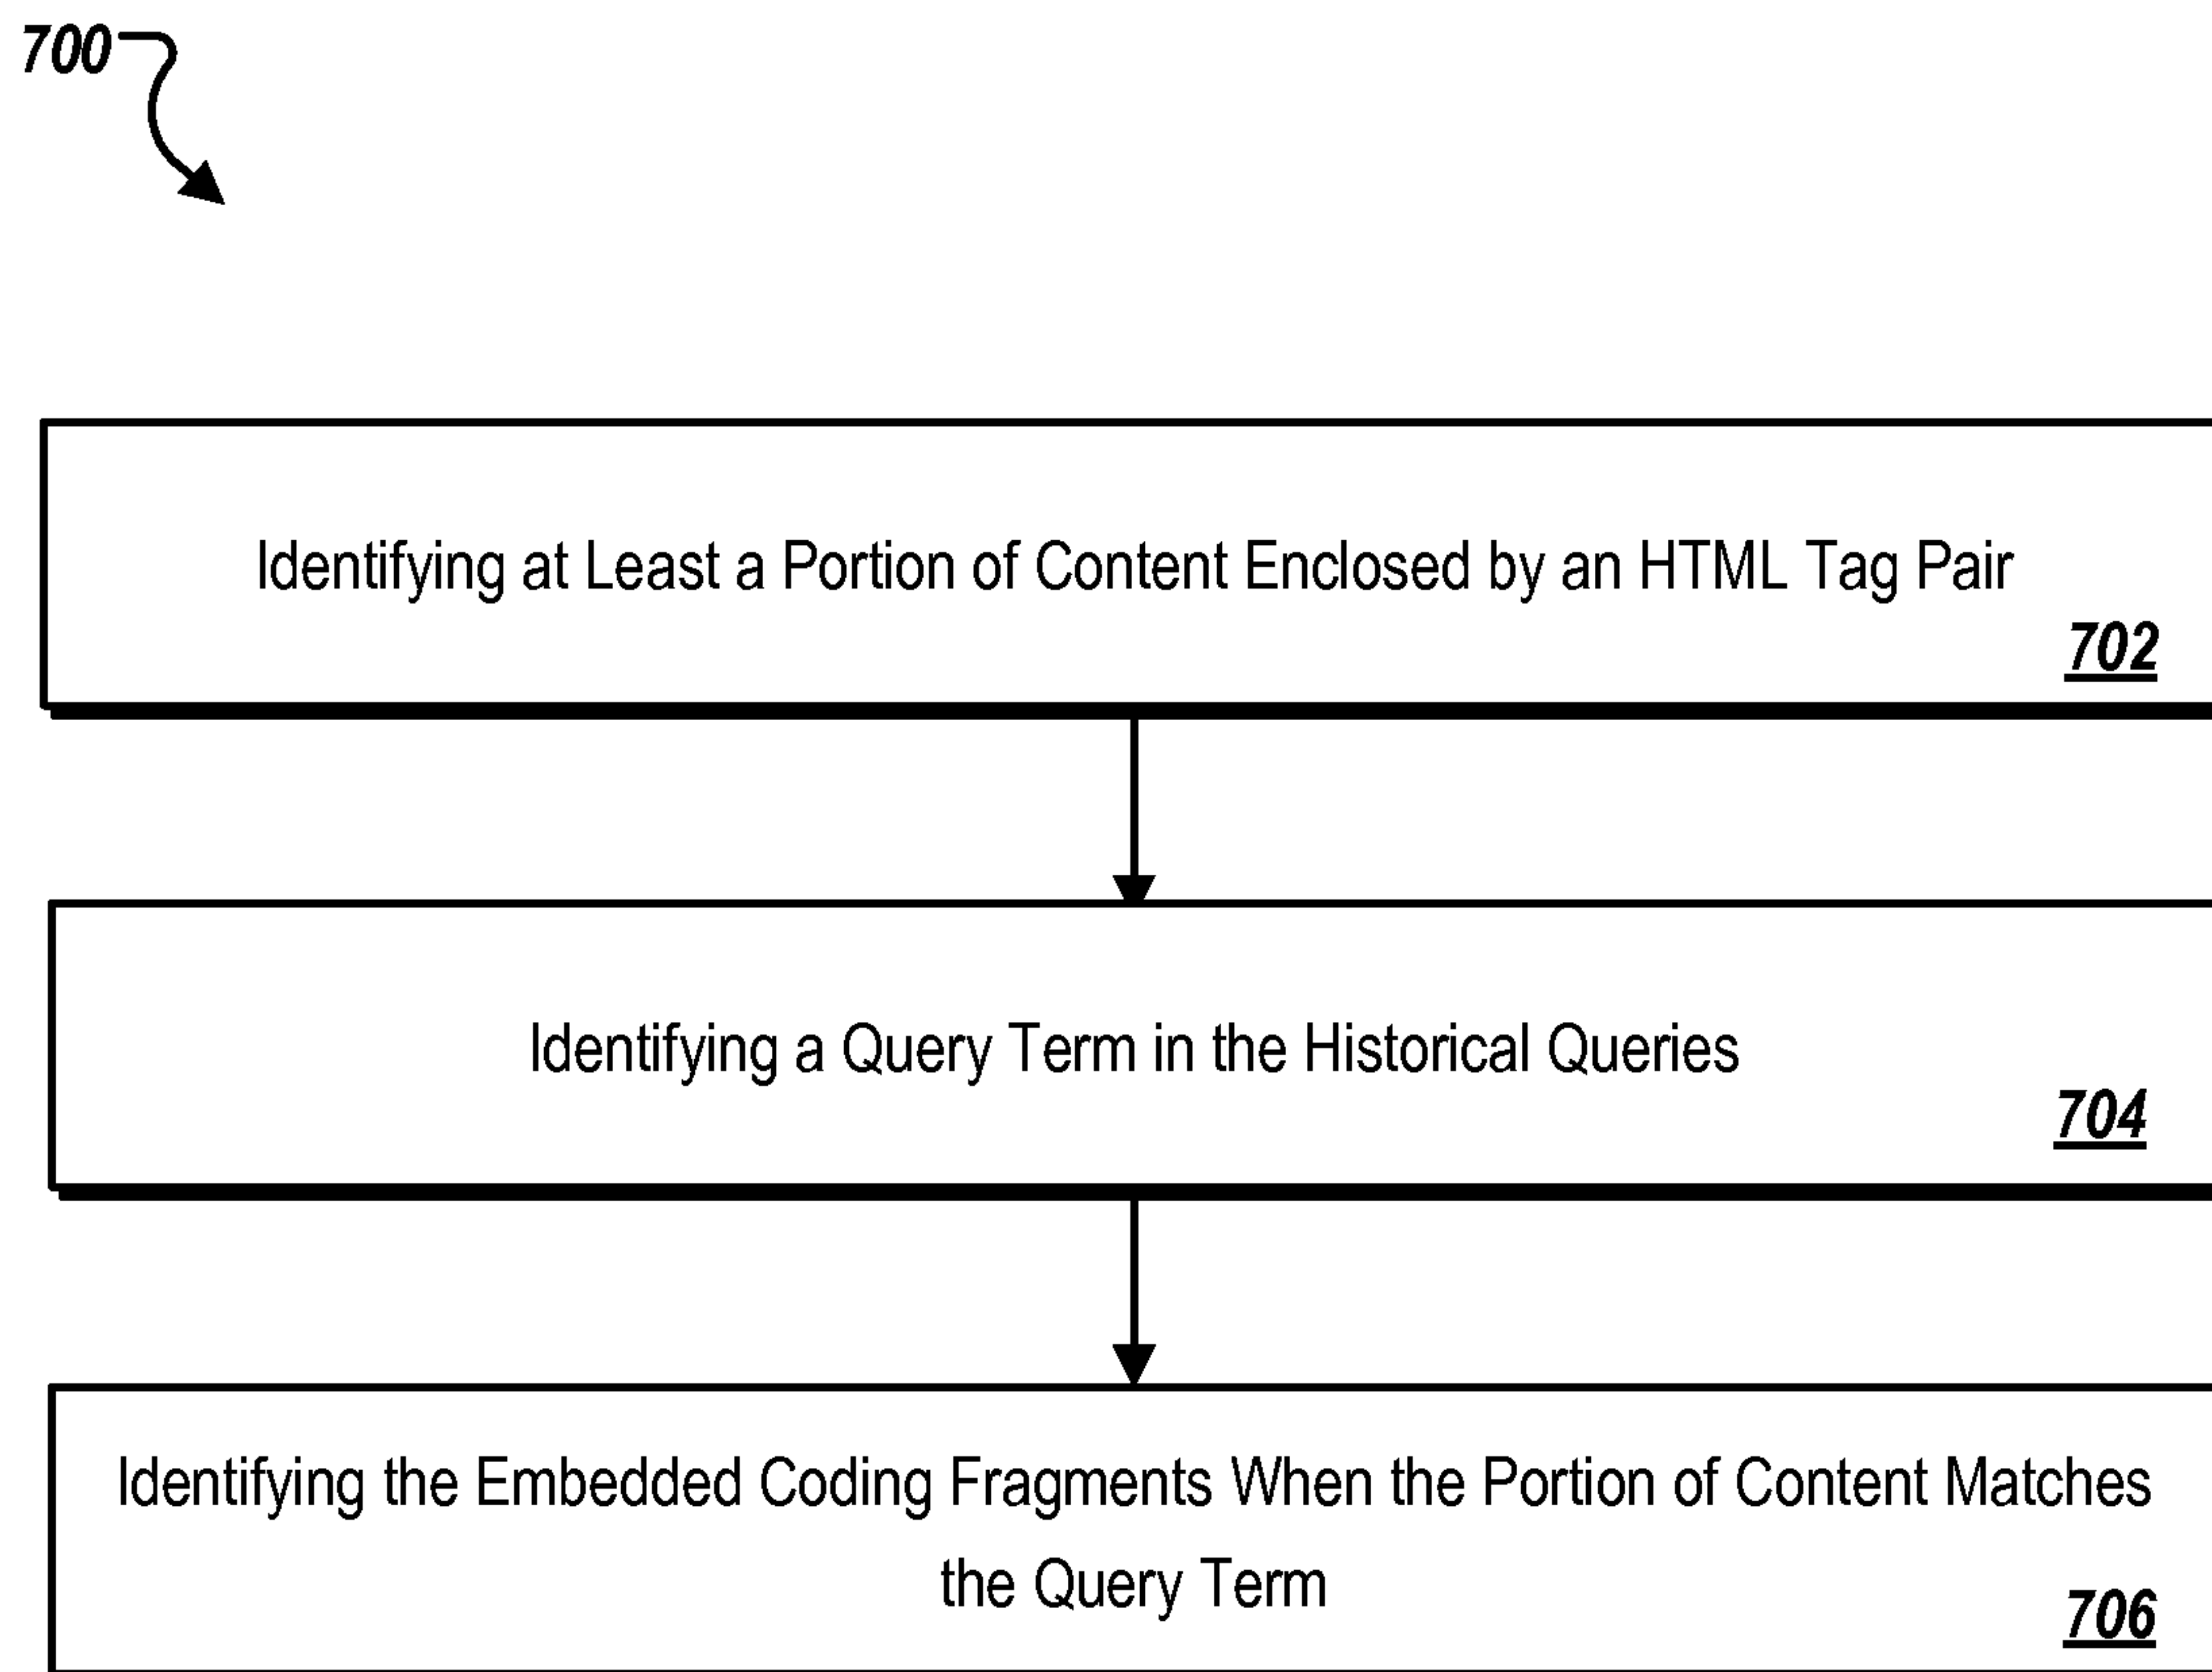 700
Identifying at Least a Portion of Content Enclosed by an HTML Tag Pair
702
Identifying a Query Term in the Historical Queries
704
Identifying the Embedded Coding Fragments When the Portion of Content Matches
the Query Term
706